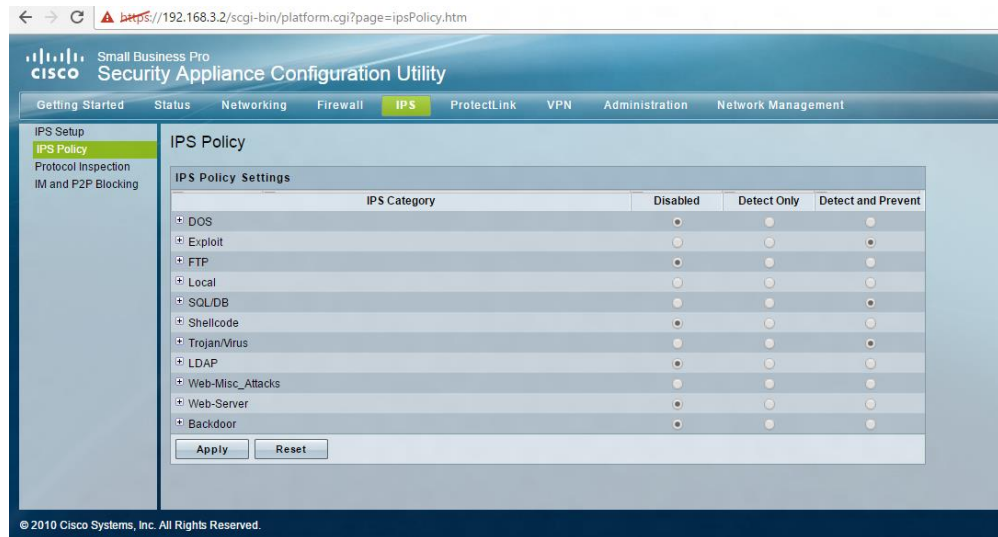 https://192.168.3.2/scgi-bin/platform.cgi?page=ipsPolicy.htm
Small Business Pro
CISCO Security Appliance Configuration Utility
Getting Started Status Networking Firewall IPS ProtectLink VPN Administration Network Management
IPS Setup
IPS Policy
Protocol Inspection
IM and P2P Blocking
IPS Policy
IPS Policy Settings
IPS Category Disabled Detect Only Detect and Prevent
DOS
Exploit
FTP
Local
SQL/DB
Shellcode
Trojan/Virus
LDAP
Web-Misc_Attacks
Web-Server
Backdoor
Apply Reset
© 2010 Cisco Systems, Inc. All Rights Reserved.